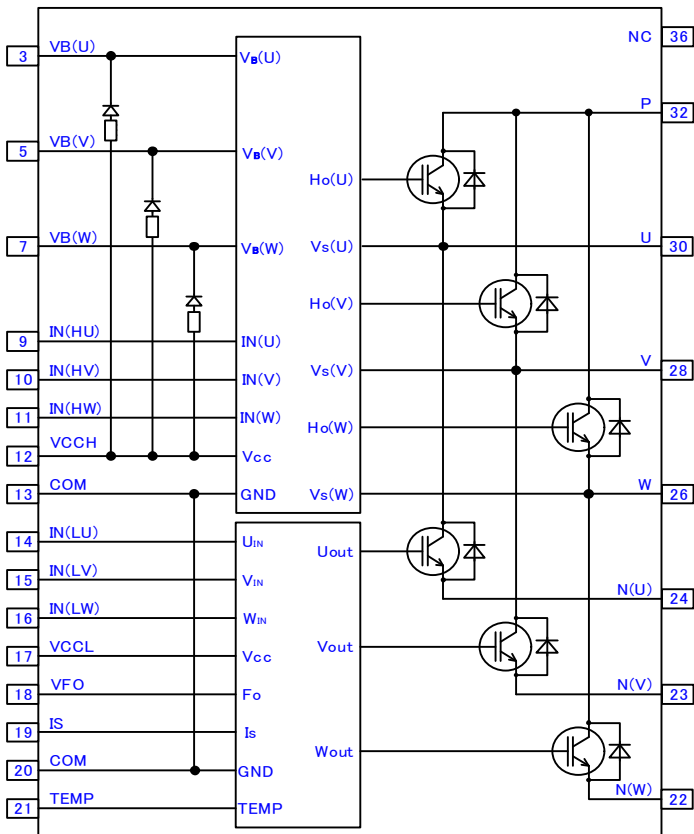 VB(U)
3
VB(U)
NC
36
P
32
VB(V)
5
VB(V)
Ho(U)
VB(W)
7
VB(W)
Vs(U)
U
30
Ho(V)
IN(HU)
9
IN(U)
IN(HV)
10
IN(V)
Vs(V)
V
28
IN(HW)
11
IN(W)
Ho(W)
VCCH
12
Vcc
COM
13
GND
Vs(W)
W
26
IN(LU)
14
UIN
Uout
IN(LV)
15
VIN
N(U)
24
IN(LW)
16
WIN
VCCL
17
Vcc
Vout
VFO
18
Fo
N(V)
23
IS
19
Is
Wout
COM
20
GND
N(W)
22
TEMP
21
TEMP